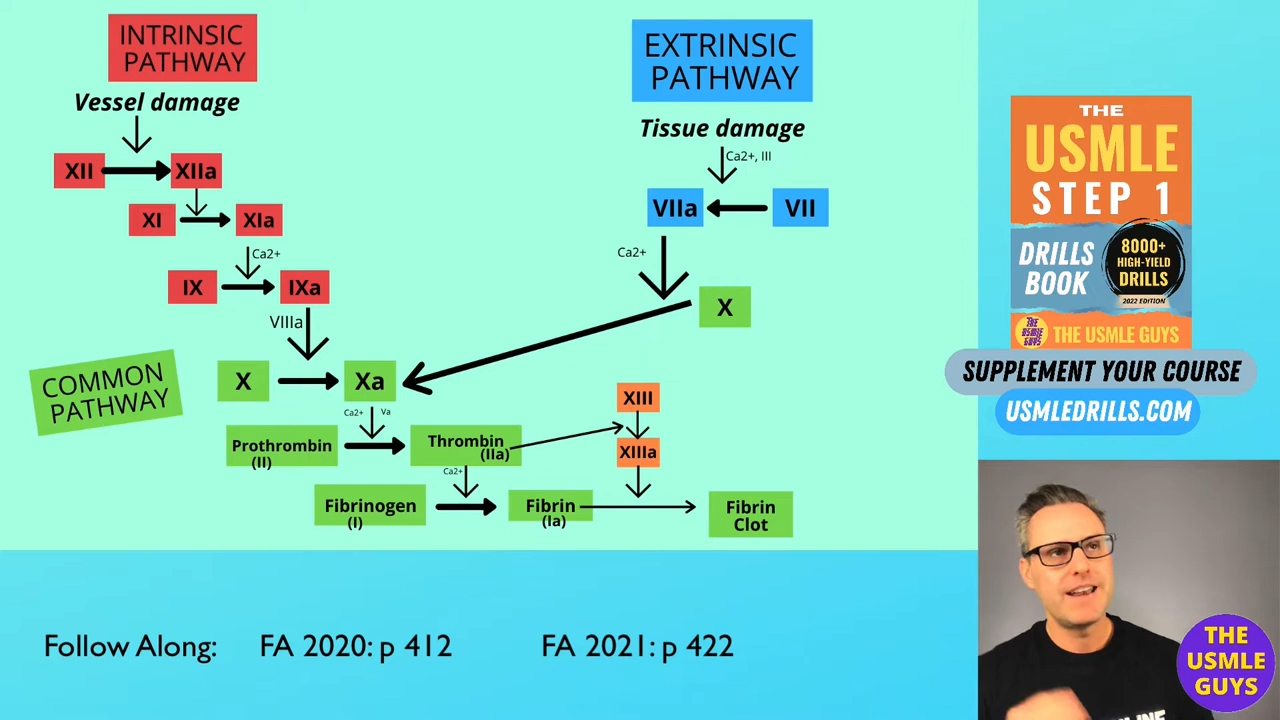 INTRINSIC
PATHWAY
Vessel damage
XII
XIIa
XI
XIa
Ca2+
IX
IXa
VIIIa
EXTRINSIC
PATHWAY
Tissue damage
Ca2+, III
VIIa
VII
Ca2+
X
COMMON
PATHWAY
X
Xa
Ca2+
Va
Prothrombin
(II)
Thrombin
(IIa)
XIII
XIIIa
Ca2+
Fibrinogen
(I)
Fibrin
(Ia)
Fibrin
Clot
Follow Along:
FA 2020: p 412
FA 2021: p 422
THE
USMLE
STEP 1
DRILLS
BOOK
8000+
HIGH-YIELD
DRILLS
2022 EDITION
THE
USMLE
GUYS
THE USMLE GUYS
SUPPLEMENT YOUR COURSE
USMLEDRILLS.COM
THE
USMLE
GUYS